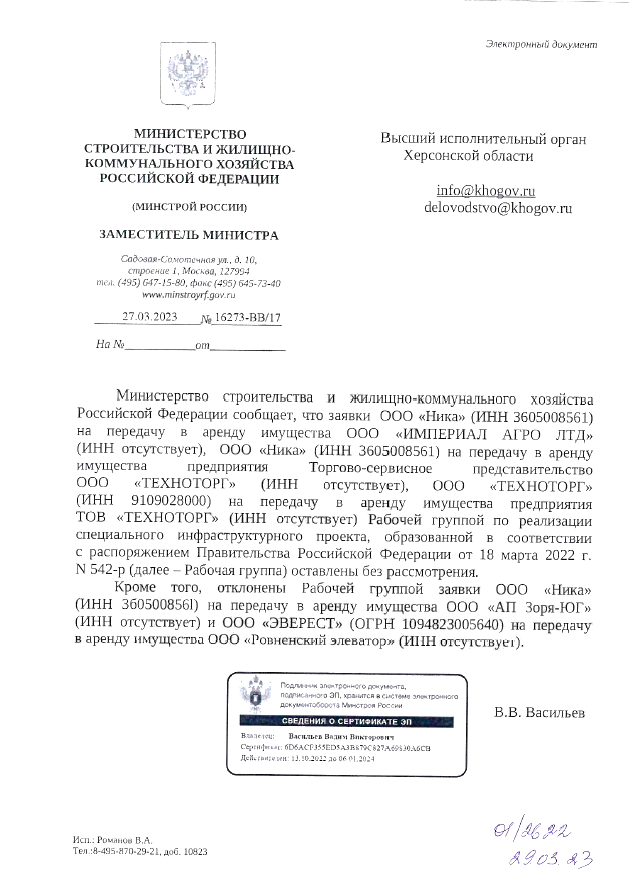 Электронный документ
МИНИСТЕРСТВО
СТРОИТЕЛЬСТВА И ЖИЛИЩНО-
КОММУНАЛЬНОГО ХОЗЯЙСТВА
РОССИЙСКОЙ ФЕДЕРАЦИИ
(МИНСТРОЙ РОССИИ)
ЗАМЕСТИТЕЛЬ МИНИСТРА
Садовая-Самотечная ул., д. 10,
строение 1, Москва, 127994
тел. (495) 647-15-80, факс (495) 645-73-40
www.minstroyrf.gov.ru
27.03.2023 № 16273-ВВ/17
На № от
Высший исполнительный орган
Херсонской области
info@khogov.ru
delovodstvo@khogov.ru
Министерство строительства и жилищно-коммунального хозяйства
Российской Федерации сообщает, что заявки ООО «Ника» (ИНН 3605008561)
на передачу в аренду имущества ООО «ИМПЕРИАЛ АГРО ЛТД»
(ИНН отсутствует), ООО «Ника» (ИНН 3605008561) на передачу в аренду
имущества предприятия Торгово-сервисное представительство
ООО «ТЕХНОТОРГ» (ИНН отсутствует), ООО «ТЕХНОТОРГ»
(ИНН 9109028000) на передачу в аренду имущества предприятия
ТОВ «ТЕХНОТОРГ» (ИНН отсутствует) Рабочей группой по реализации
специального инфраструктурного проекта, образованной в соответствии
с распоряжением Правительства Российской Федерации от 18 марта 2022 г.
N 542-р (далее – Рабочая группа) оставлены без рассмотрения.
Кроме того, отклонены Рабочей группой заявки ООО «Ника»
(ИНН 3605008561) на передачу в аренду имущества ООО «АП Зоря-ЮГ»
(ИНН отсутствует) и ООО «ЭВЕРЕСТ» (ОГРН 1094823005640) на передачу
в аренду имущества ООО «Ровненский элеватор» (ИНН отсутствует).
Подлинник электронного документа,
подписанного ЭП, хранится в системе электронного
документооборота Минстроя России
СВЕДЕНИЯ О СЕРТИФИКАТЕ ЭП
Владелец: Васильев Вадим Викторович
Сертификат:
Действителен: 13.10.2022 до 06.01.2024
В.В. Васильев
Исп.: Романов В.А.
Тел.:8-495-870-29-21, доб. 10823
01/2622
29.03.23